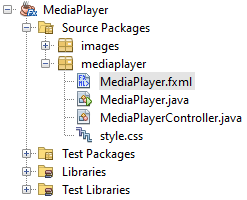 MediaPlayer
Source Packages
images
mediaplayer
MediaPlayer.fxml
MediaPlayer.java
MediaPlayerController.java
style.css
Test Packages
Libraries
Test Libraries